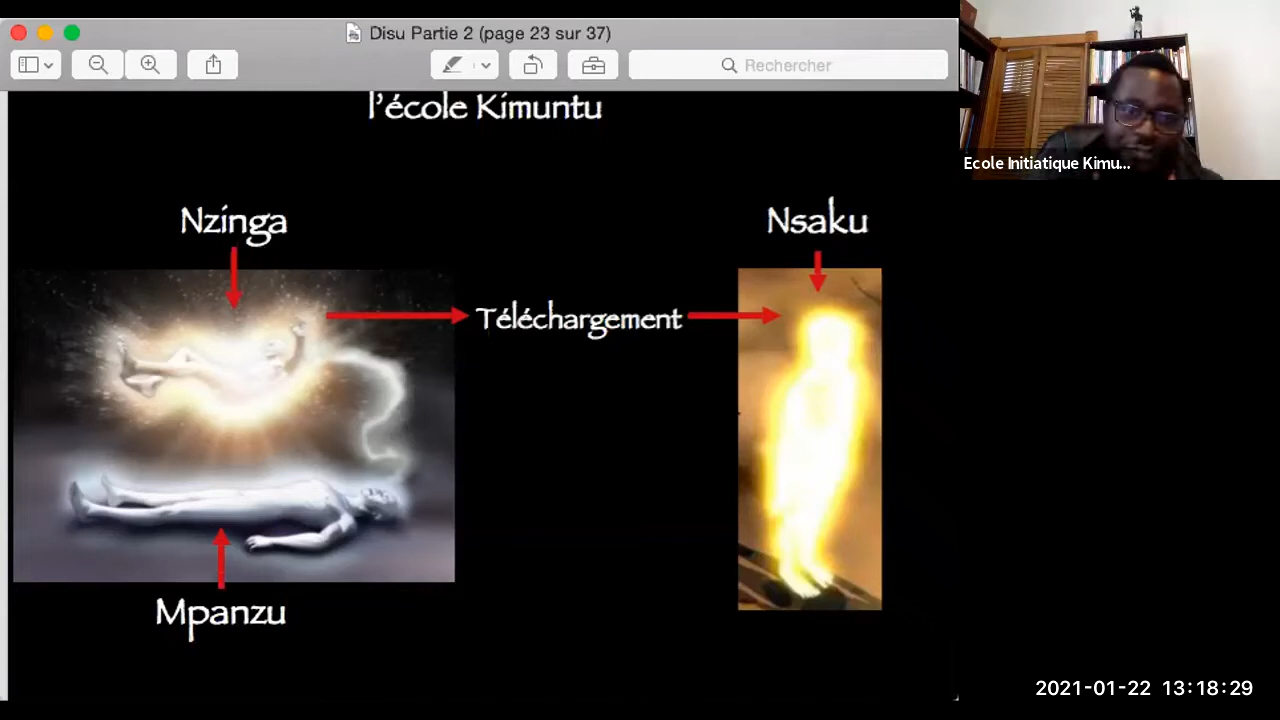 Disu Partie 2 (page 23 sur 37)
Rechercher
l'école Kimuntu
Ecole Initiatique Kimu...
Nzinga
Nsaku
Téléchargement
Mpanzu
2021-01-22 13:18:29